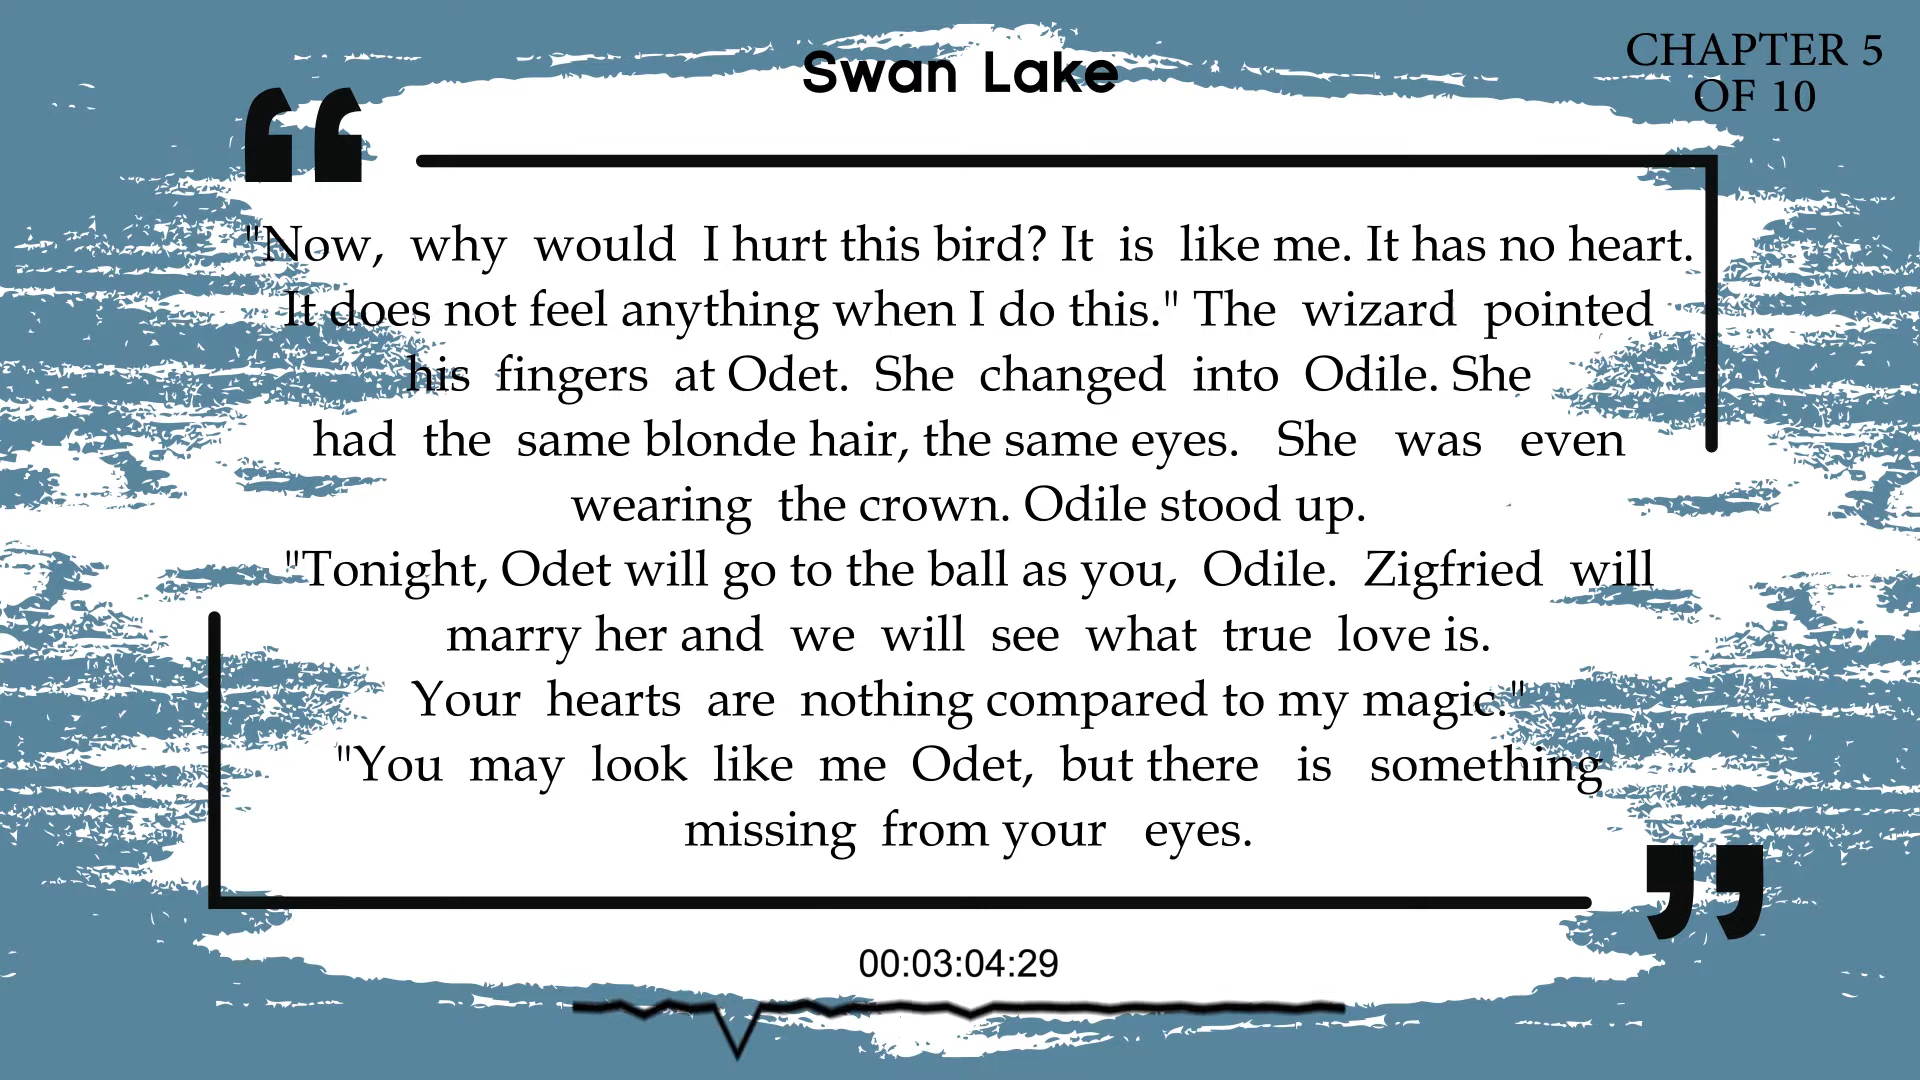 Swan Lake
CHAPTER 5
OF 10
"Now, why would I hurt this bird? It is like me. It has no heart.
It does not feel anything when I do this." The wizard pointed
his fingers at Odet. She changed into Odile. She
had the same blonde hair, the same eyes. She was even
wearing the crown. Odile stood up.
"Tonight, Odet will go to the ball as you, Odile. Zigfried will
marry her and we will see what true love is.
Your hearts are nothing compared to my magic."
"You may look like me Odet, but there is something
missing from your eyes.
00:03:04:29